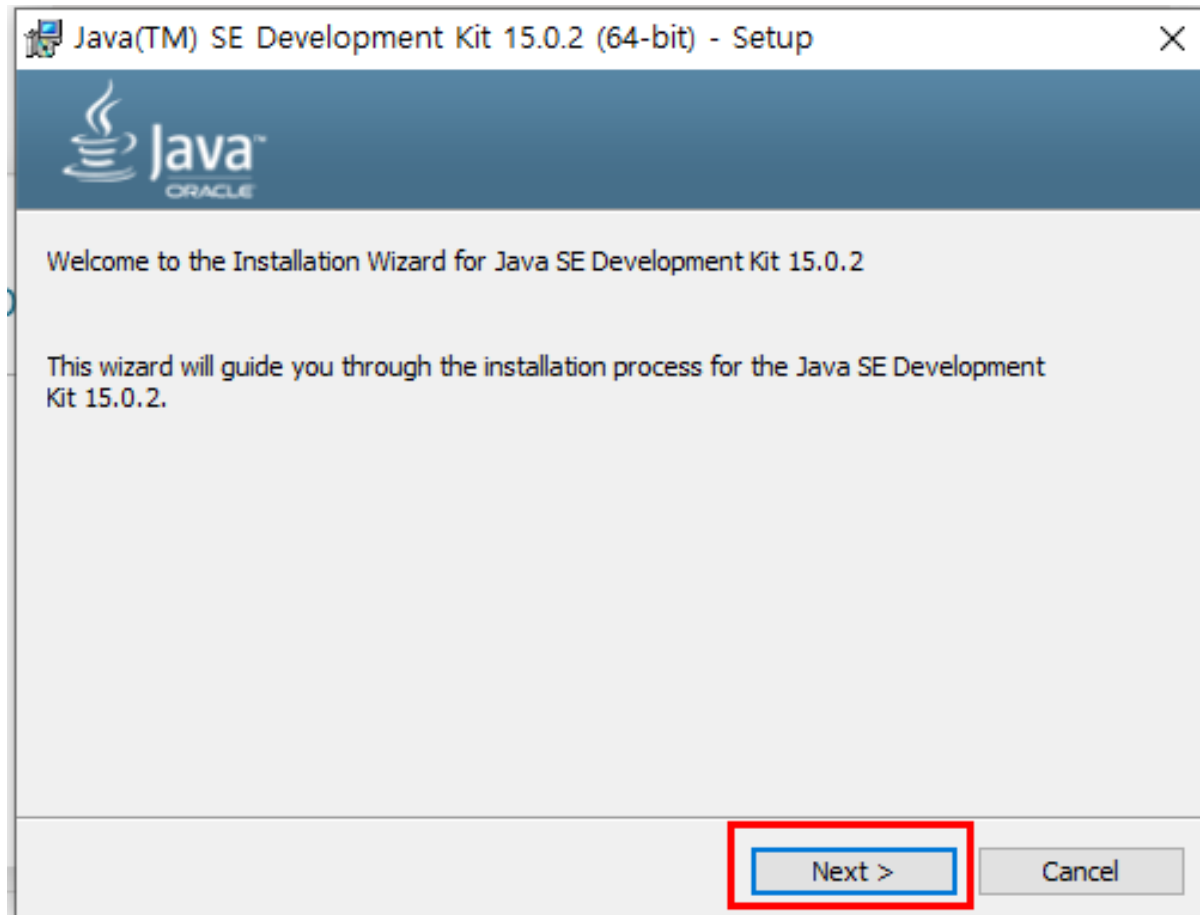 Java(TM) SE Development Kit 15.0.2 (64-bit) - Setup
Java™
ORACLE
Welcome to the Installation Wizard for Java SE Development Kit 15.0.2
This wizard will guide you through the installation process for the Java SE Development
Kit 15.0.2.
Next >
Cancel